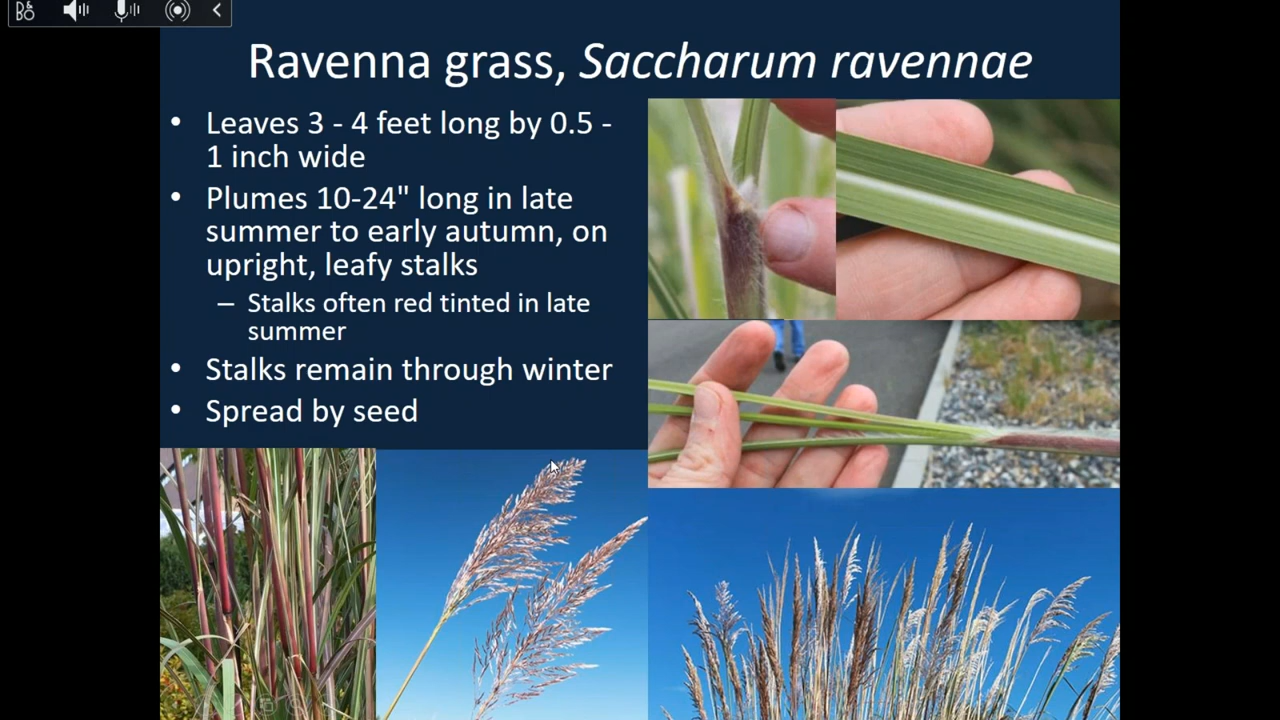 B&O
Ravenna grass, Saccharum ravennae
• Leaves 3 - 4 feet long by 0.5 -
1 inch wide
• Plumes 10-24" long in late
summer to early autumn, on
upright, leafy stalks
– Stalks often red tinted in late
summer
• Stalks remain through winter
• Spread by seed